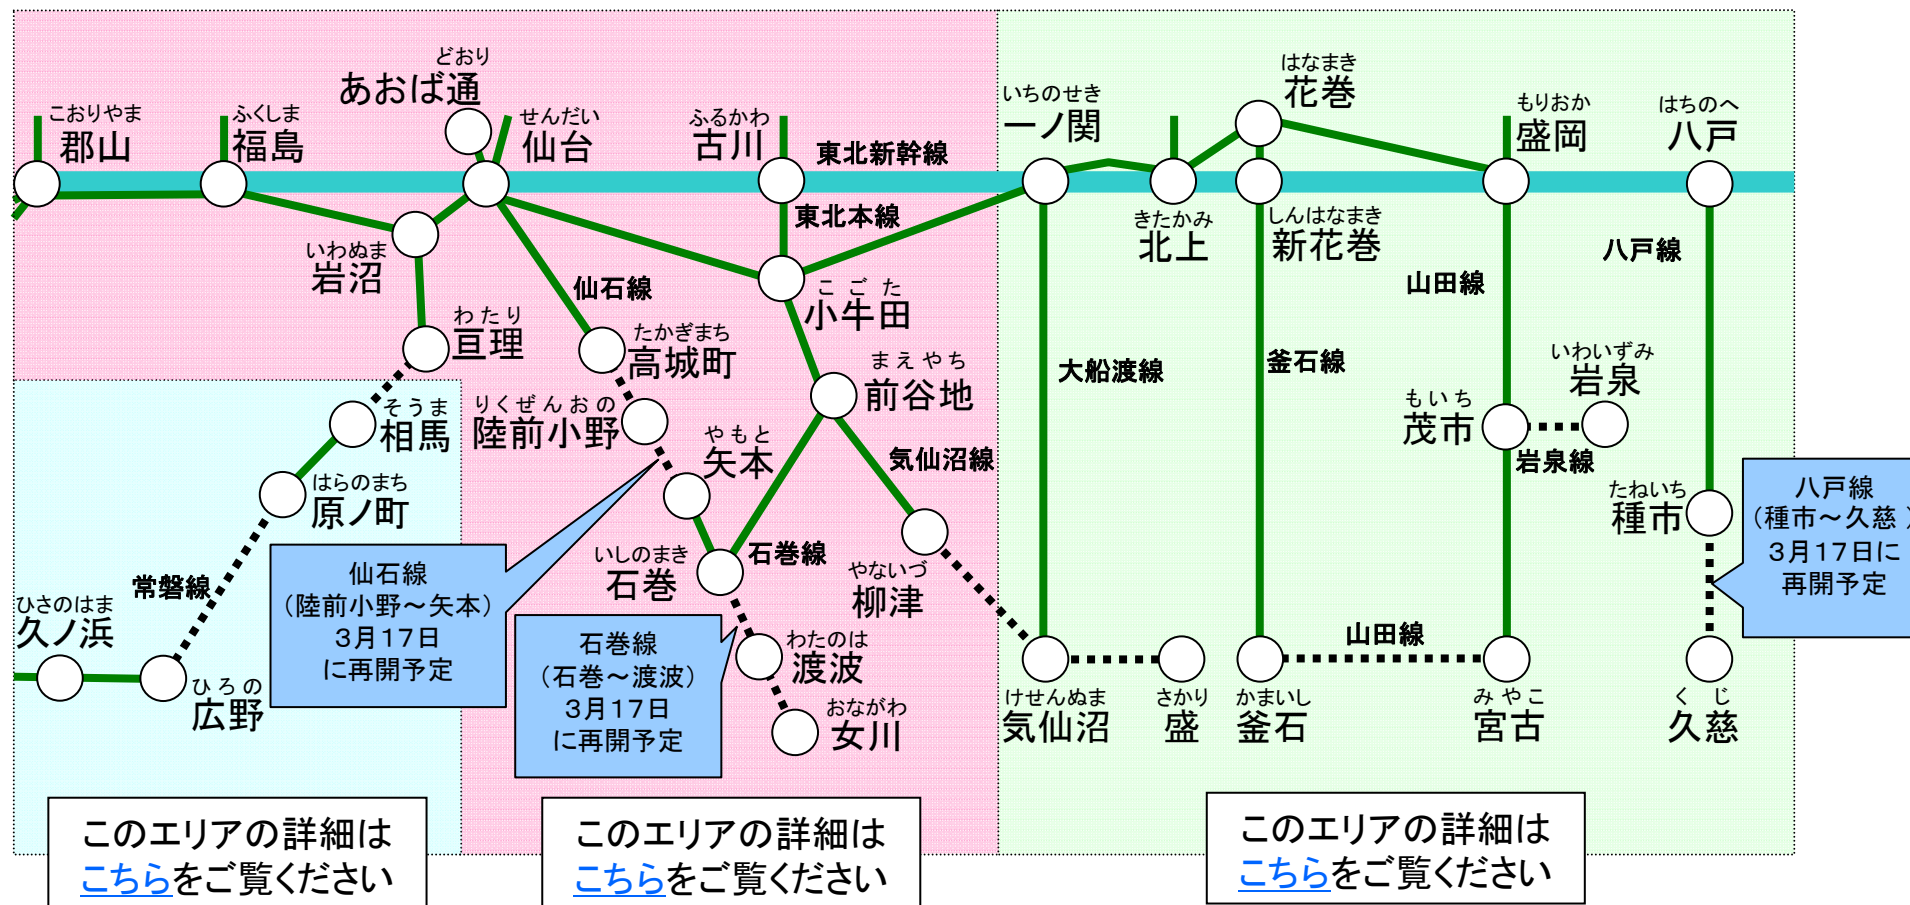 こおりやま
郡山
ふくしま
福島
どおり
あおば通
せんだい
仙台
ふるかわ
古川
東北新幹線
東北本線
いちのせき
一ノ関
はなまき
花巻
もりおか
盛岡
はちのへ
八戸
きたかみ
北上
しんはなまき
新花巻
山田線
八戸線
いわぬま
岩沼
わたり
亘理
仙石線
たかぎまち
高城町
こごた
小牛田
まえやち
前谷地
大船渡線
釜石線
いわいずみ
岩泉
もいち
茂市
岩泉線
そうま
相馬
りくぜんおの
陸前小野
やもと
矢本
気仙沼線
はらのまち
原ノ町
たねいち
種市
八戸線
(種市～久慈)
3月17日に
再開予定
常磐線
仙石線
(陸前小野～矢本)
3月17日
に再開予定
いしのまき
石巻
石巻線
やないづ
柳津
ひさのはま
久ノ浜
ひろの
広野
石巻線
(石巻～渡波)
3月17日
に再開予定
わたのは
渡波
おながわ
女川
山田線
けせんぬま
気仙沼
さかり
盛
かまいし
釜石
みやこ
宮古
くじ
久慈
このエリアの詳細は
こちらをご覧ください
このエリアの詳細は
こちらをご覧ください
このエリアの詳細は
こちらをご覧ください